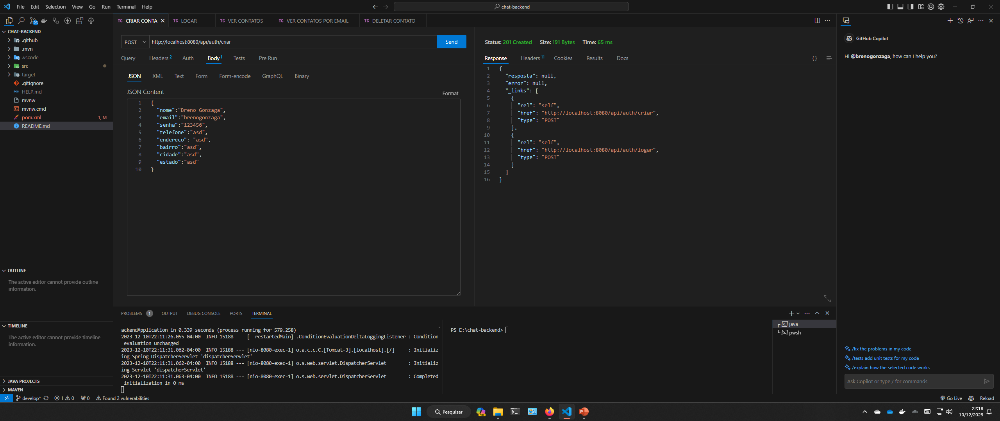 File Edit Selection View Go Run Terminal Help
chat-backend
26
CHAT-BACKEND
.github
.mvn
.vscode
src
target
.gitignore
HELP.md
mvnw
mvnw.cmd
pom.xml 1, M
README.md
OUTLINE
The active editor cannot provide outline
information.
TIMELINE
The active editor cannot provide timeline
information.
JAVA PROJECTS
MAVEN
TC CRIAR CONTA TC LOGAR TC VER CONTATOS TC VER CONTATOS POR EMAIL TC DELETAR CONTATO
POST http://localhost:8080/api/auth/criar Send
Query Headers 2 Auth Body 1 Tests Pre Run
JSON XML Text Form Form-encode GraphQL Binary
JSON Content Format
1 {
2 "nome":"Breno Gonzaga",
3 "email":"brenogonzaga",
4 "senha":"123456",
5 "telefone":"asd",
6 "endereco": "asd",
7 "bairro":"asd",
8 "cidade":"asd",
9 "estado":"asd"
10 }
Status: 201 Created Size: 191 Bytes Time: 65 ms
Response Headers 11 Cookies Results Docs { }
1 {
2 "resposta": null,
3 "error": null,
4 "_links": [
5 {
6 "rel": "self",
7 "href": "http://localhost:8080/api/auth/criar",
8 "type": "POST"
9 },
10 {
11 "rel": "self",
12 "href": "http://localhost:8080/api/auth/logar",
13 "type": "POST"
14 }
15 ]
16 }
PROBLEMS 1 OUTPUT DEBUG CONSOLE PORTS TERMINAL
ackendApplication in 0.339 seconds (process running for 579.258)
2023-12-10T22:11:26.055-04:00 INFO 15188 --- [ restartedMain] .ConditionEvaluationDeltaLoggingListener : Condition
evaluation unchanged
2023-12-10T22:11:31.062-04:00 INFO 15188 --- [nio-8080-exec-1] o.a.c.c.C.[Tomcat-3].[localhost].[/] : Initializ
ing Spring DispatcherServlet 'dispatcherServlet'
2023-12-10T22:11:31.062-04:00 INFO 15188 --- [nio-8080-exec-1] o.s.web.servlet.DispatcherServlet : Initializ
ing Servlet 'dispatcherServlet'
2023-12-10T22:11:31.063-04:00 INFO 15188 --- [nio-8080-exec-1] o.s.web.servlet.DispatcherServlet : Completed
initialization in 0 ms
PS E:\chat-backend>
java
pwsh
GitHub Copilot
Hi @brenogonzaga, how can I help you?
/fix the problems in my code
/tests add unit tests for my code
/explain how the selected code works
Ask Copilot or type / for commands
develop* 1 0 0 Found 2 vulnerabilities Go Live Reload
Pesquisar PRE P
22:18
10/12/2023